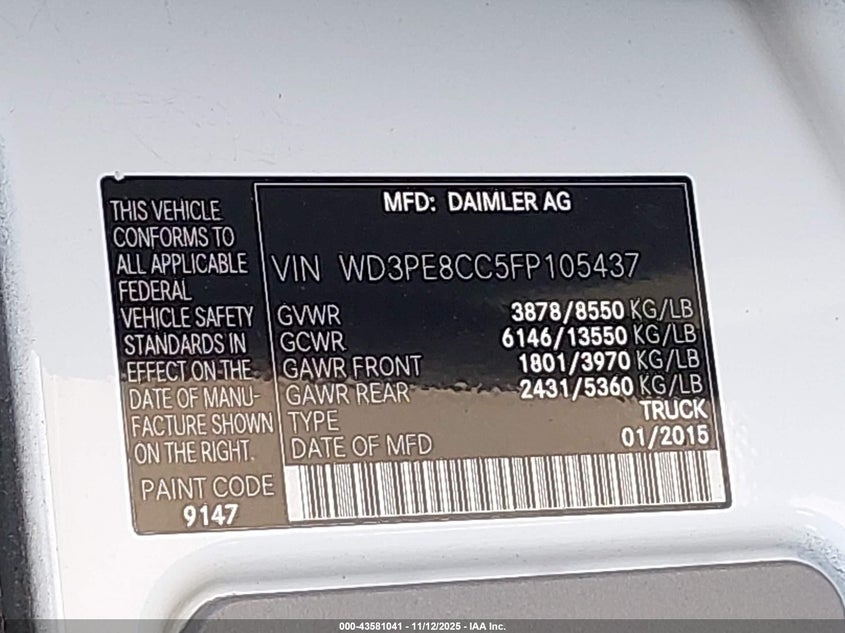 THIS VEHICLE
CONFORMS TO
ALL APPLICABLE
FEDERAL
VEHICLE SAFETY
STANDARDS IN
EFFECT ON THE
DATE OF MANU-
FACTURE SHOWN
ON THE RIGHT.
PAINT CODE
9147
MFD: DAIMLER AG
VIN WD3PE8CC5FP105437
GVWR 3878/8550 KG/LB
GCWR 6146/13550 KG/LB
GAWR FRONT 1801/3970 KG/LB
GAWR REAR 2431/5360 KG/LB
TYPE TRUCK
DATE OF MFD 01/2015
000-43581041 - 11/12/2025 - IAA Inc.